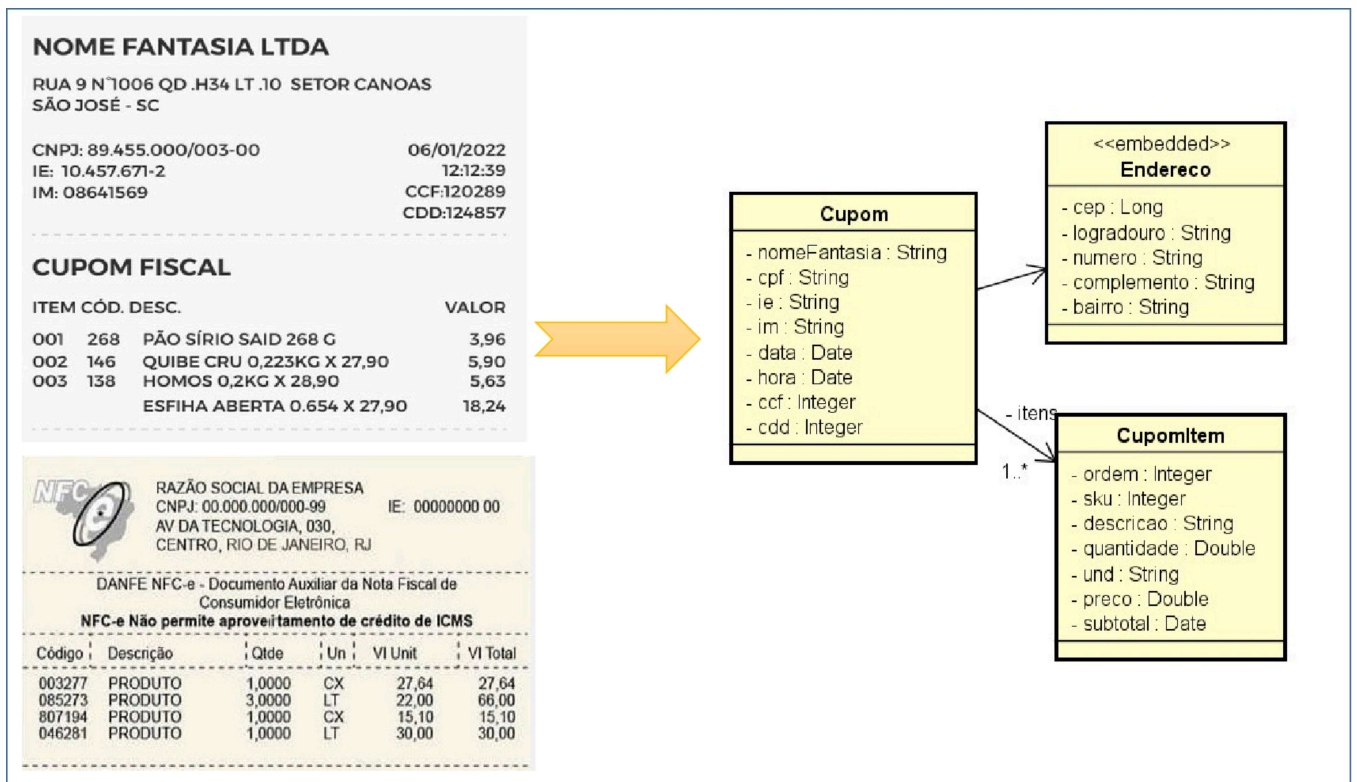 NOME FANTASIA LTDA
RUA 9 N°1006 QD .H34 LT .10 SETOR CANOAS
SÃO JOSÉ - SC
CNPJ: 89.455.000/003-00 06/01/2022
IE: 10.457.671-2 12:12:39
IM: 08641569 CCF:120289
CDD:124857
CUPOM FISCAL
ITEM CÓD. DESC. VALOR
001 268 PÃO SÍRIO SAID 268 G 3,96
002 146 QUIBE CRU 0,223KG X 27,90 5,90
003 138 HOMOS 0,2KG X 28,90 5,63
ESFIHA ABERTA 0.654 X 27,90 18,24
NFC
RAZÃO SOCIAL DA EMPRESA
CNPJ: 00.000.000/000-99 IE: 00000000 00
AV DA TECNOLOGIA, 030,
CENTRO, RIO DE JANEIRO, RJ
DANFE NFC-e - Documento Auxiliar da Nota Fiscal de
Consumidor Eletrônica
NFC-e Não permite aproveitamento de crédito de ICMS
Código Descrição Qtde Un Vl Unit Vl Total
003277 PRODUTO 1,0000 CX 27,64 27,64
085273 PRODUTO 3,0000 LT 22,00 66,00
807194 PRODUTO 1,0000 CX 15,10 15,10
046281 PRODUTO 1,0000 LT 30,00 30,00
Cupom
- nomeFantasia : String
- cpf : String
- ie : String
- im : String
- data : Date
- hora : Date
- ccf : Integer
- cdd : Integer
<<embedded>>
Endereco
- cep : Long
- logradouro : String
- numero : String
- complemento : String
- bairro : String
- itens
1..*
CupomItem
- ordem : Integer
- sku : Integer
- descricao : String
- quantidade : Double
- und : String
- preco : Double
- subtotal : Date